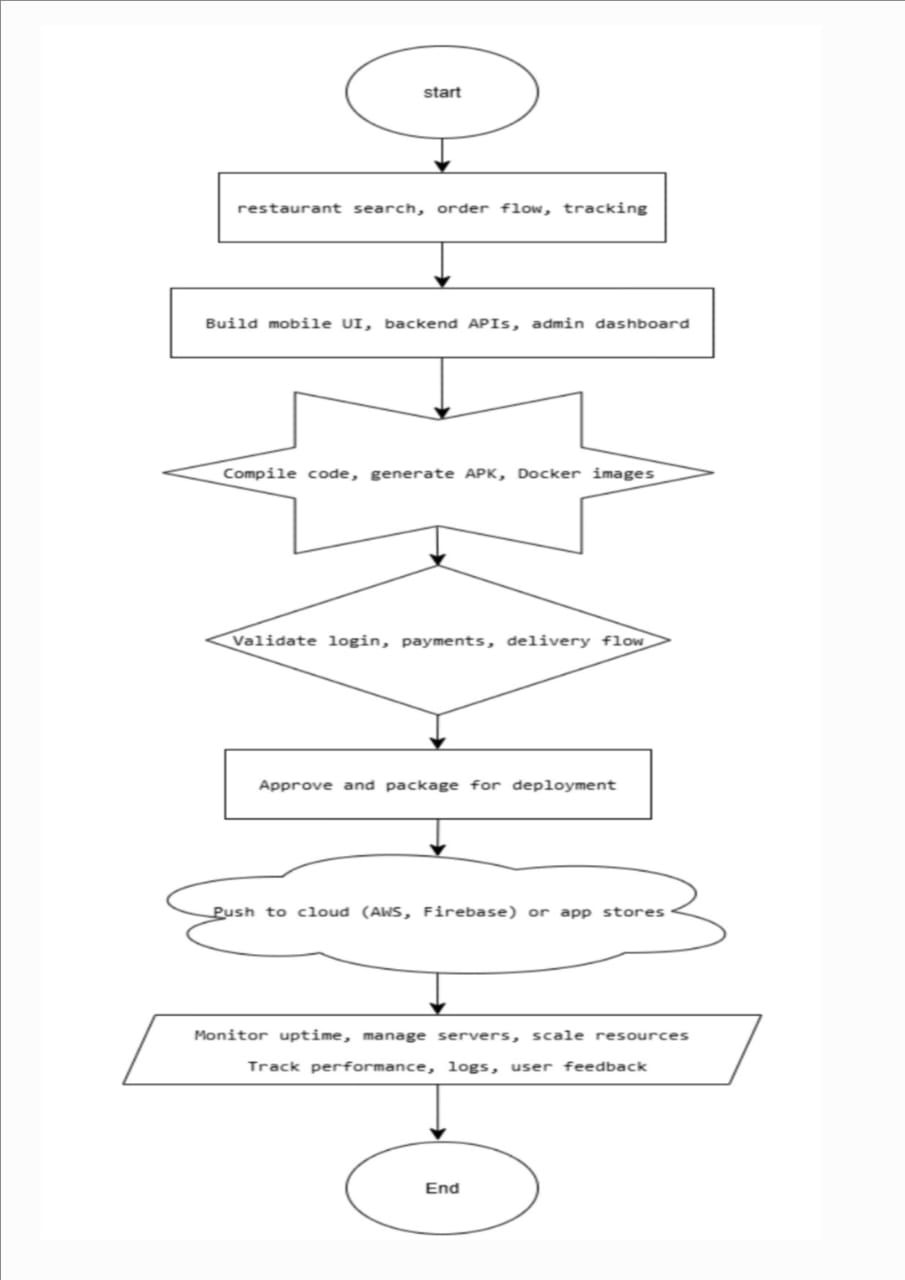 start
restaurant search, order flow, tracking
Build mobile UI, backend APIs, admin dashboard
Compile code, generate APK, Docker images
Validate login, payments, delivery flow
Approve and package for deployment
Push to cloud (AWS, Firebase) or app stores
Monitor uptime, manage servers, scale resources
Track performance, logs, user feedback
End